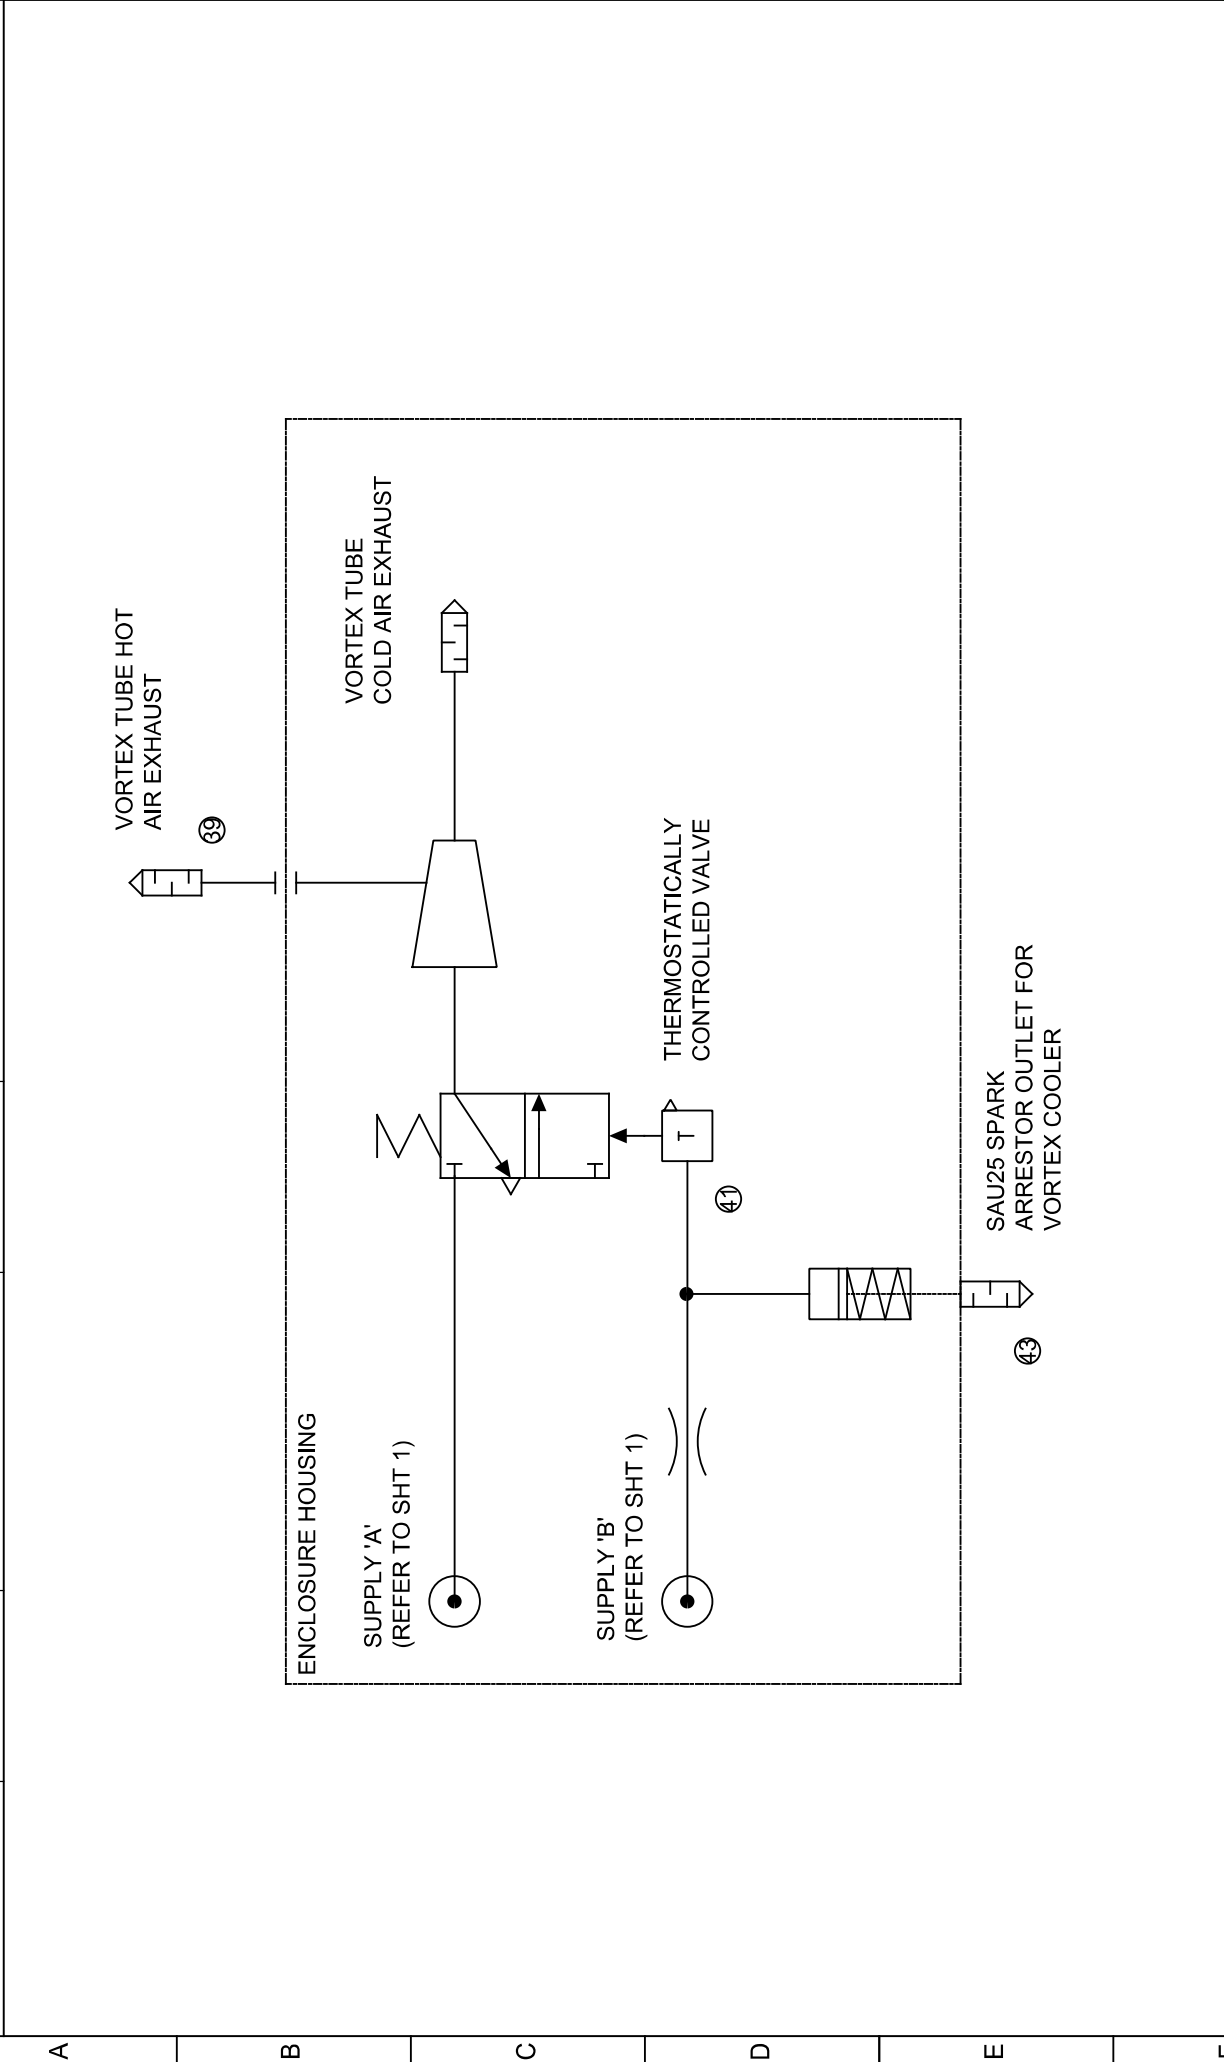 VORTEX TUBE HOT
AIR EXHAUST
39
VORTEX TUBE
COLD AIR EXHAUST
THERMOSTATICALLY
CONTROLLED VALVE
41
SAU25 SPARK
ARRESTOR OUTLET FOR
VORTEX COOLER
43
ENCLOSURE HOUSING
SUPPLY 'A'
(REFER TO SHT 1)
SUPPLY 'B'
(REFER TO SHT 1)
T
A
B
C
D
E